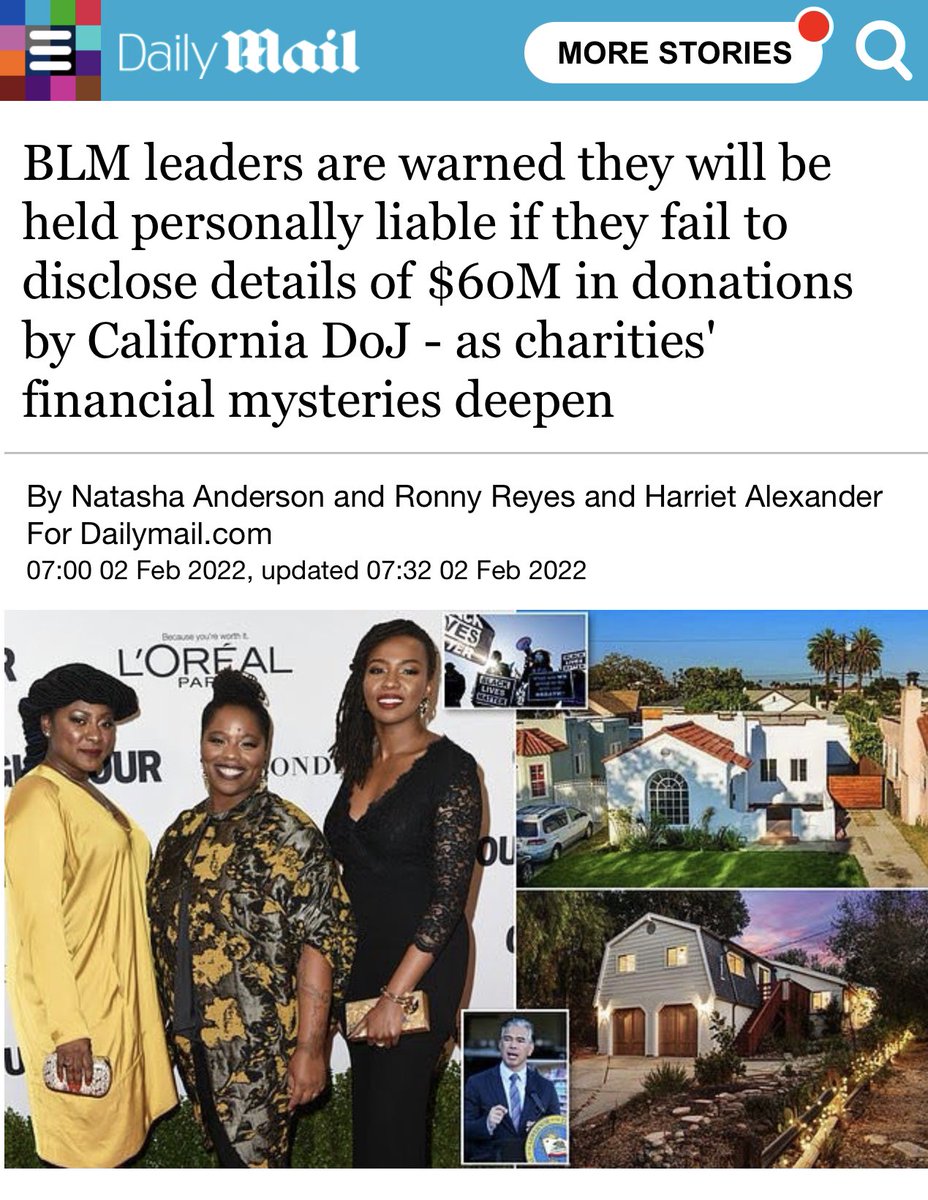 Daily Mail
MORE STORIES
BLM leaders are warned they will be
held personally liable if they fail to
disclose details of $60M in donations
by California DoJ - as charities'
financial mysteries deepen
By Natasha Anderson and Ronny Reyes and Harriet Alexander
For Dailymail.com
07:00 02 Feb 2022, updated 07:32 02 Feb 2022
Because you're worth it.
L'ORÉAL
PAR
R
OUR
OND
OU
U
BLACK
LIVES
MATTER